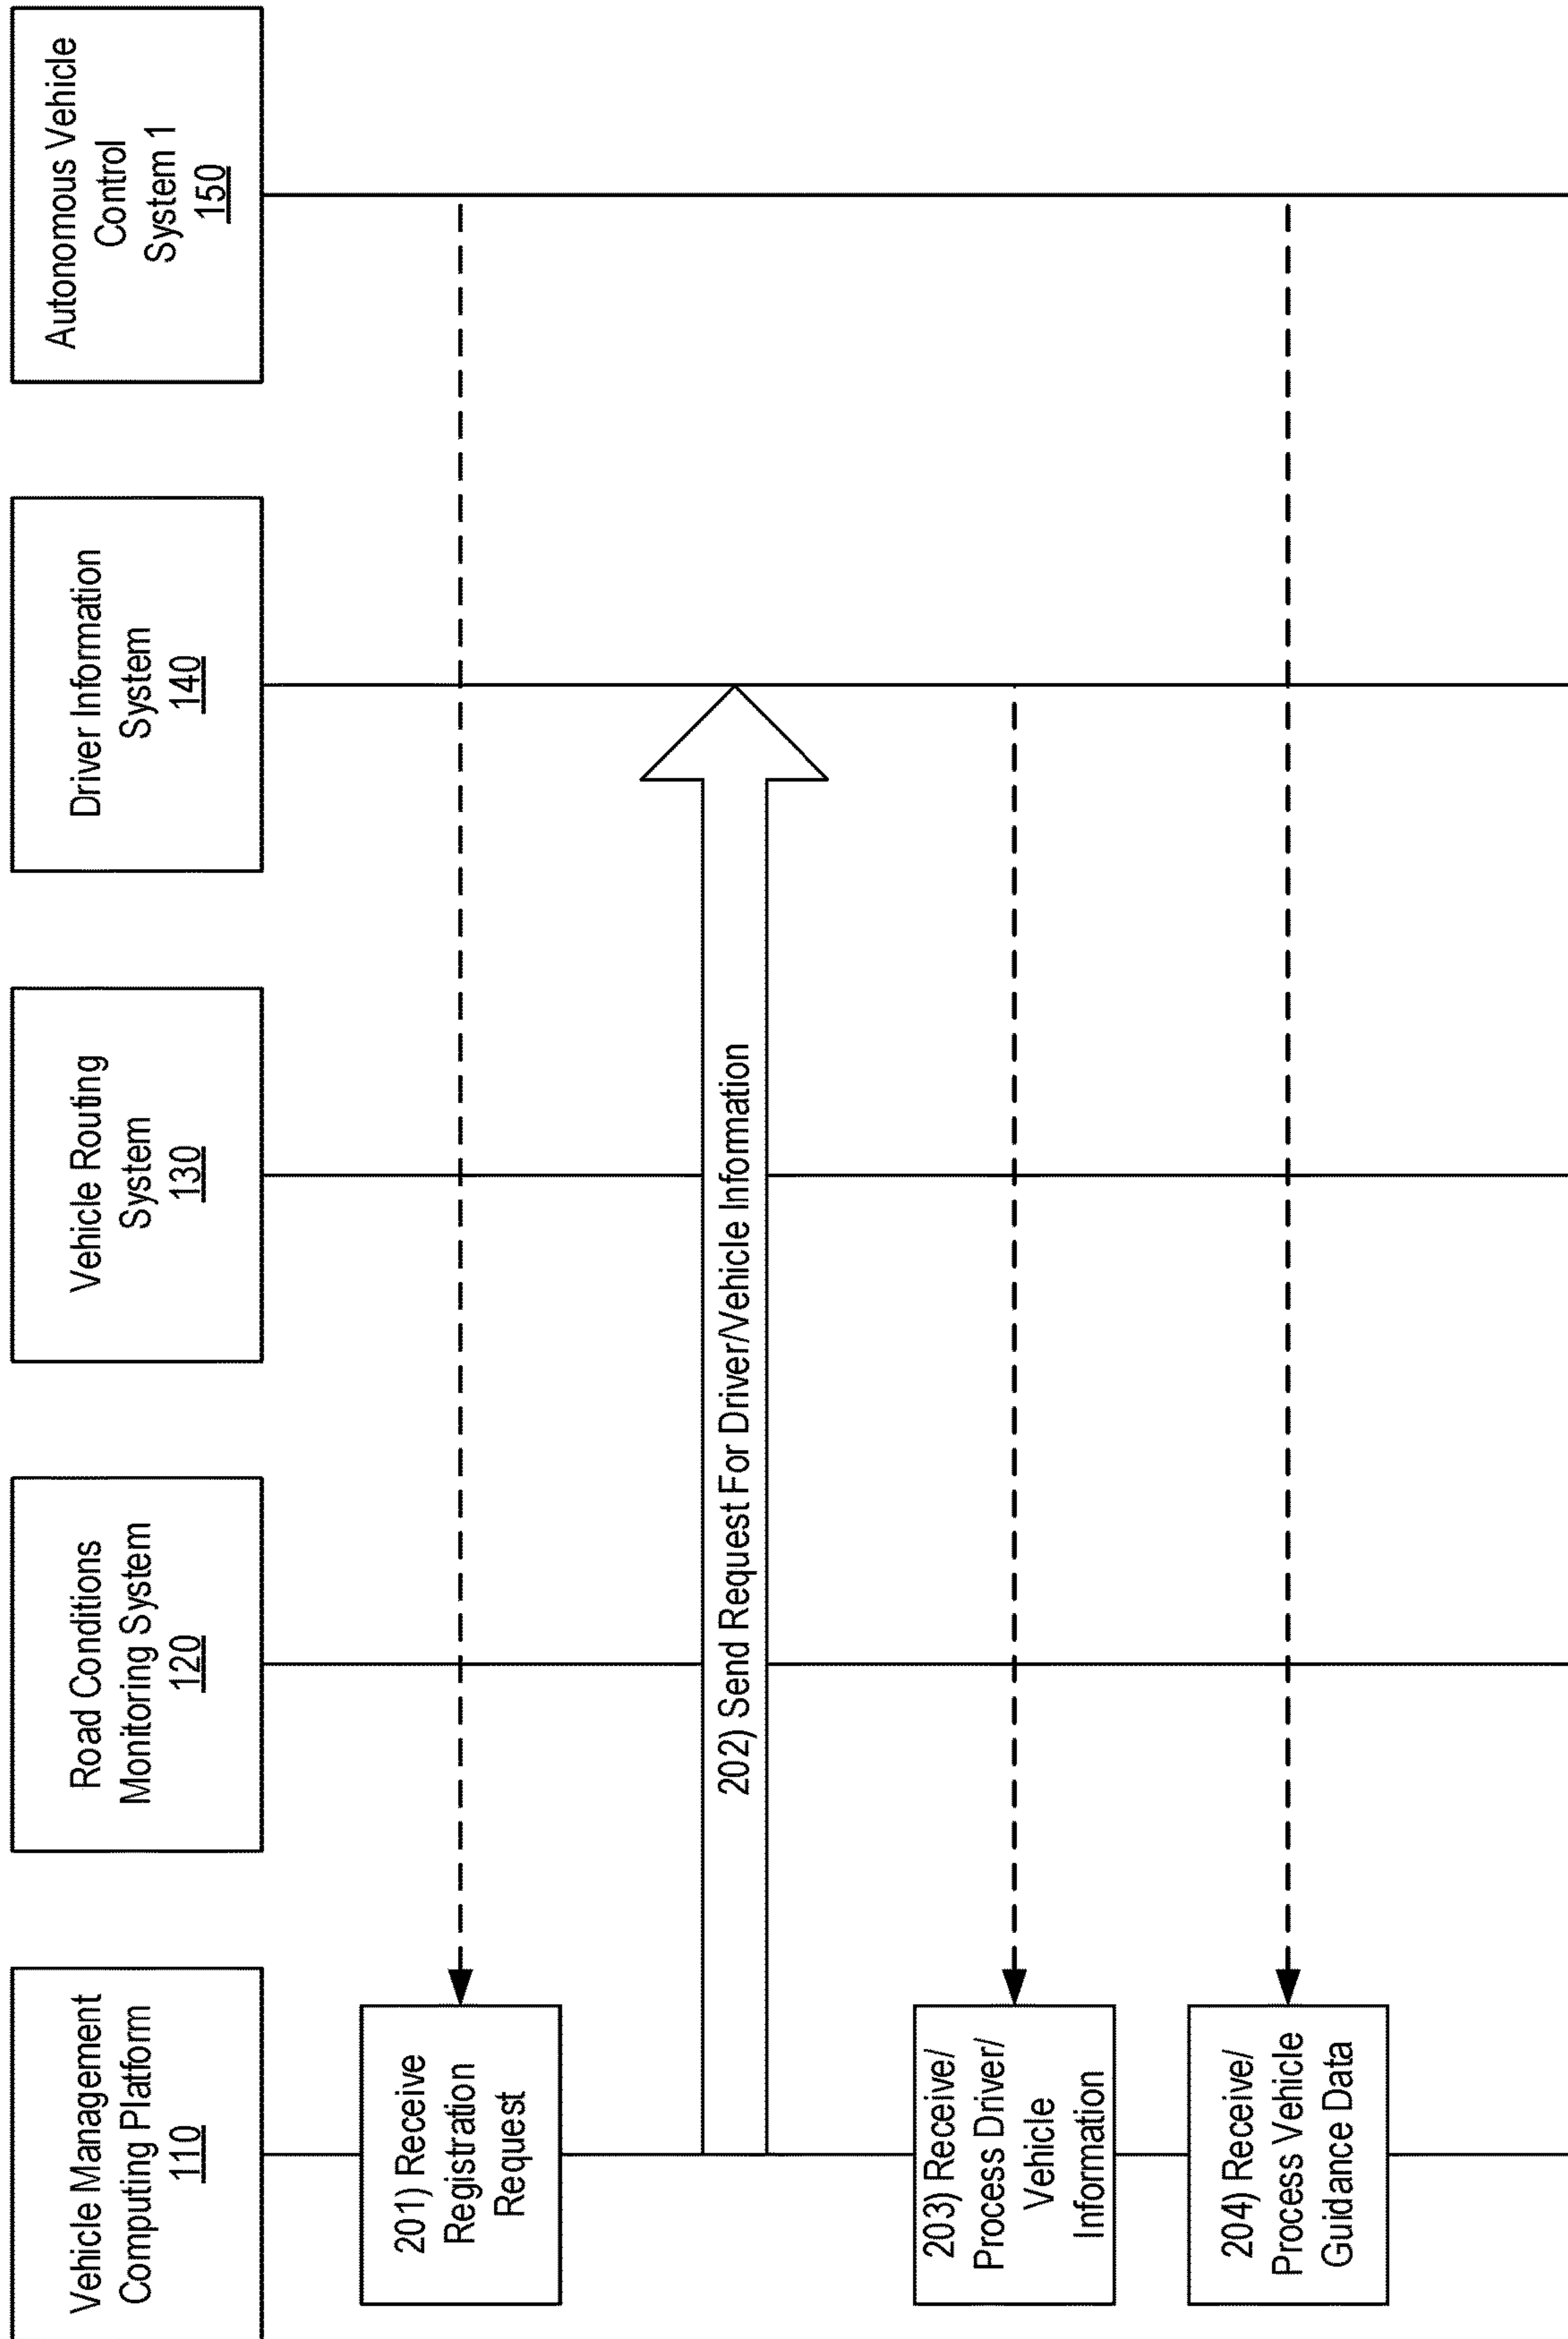 Vehicle Management
Computing Platform
110
Road Conditions
Monitoring System
120
Vehicle Routing
System
130
Driver Information
System
140
Autonomous Vehicle
Control
System 1
150
201) Receive
Registration
Request
202) Send Request For Driver/Vehicle Information
203) Receive/
Process Driver/
Vehicle
Information
204) Receive/
Process Vehicle
Guidance Data